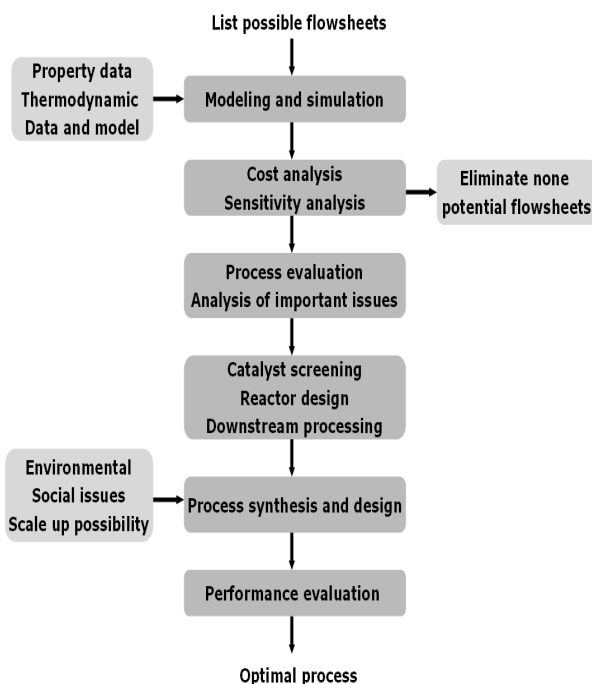 List possible flowsheets
Property data
Thermodynamic
Data and model
Modeling and simulation
Cost analysis
Sensitivity analysis
Eliminate none
potential flowsheets
Process evaluation
Analysis of important issues
Catalyst screening
Reactor design
Downstream processing
Environmental
Social issues
Scale up possibility
Process synthesis and design
Performance evaluation
Optimal process